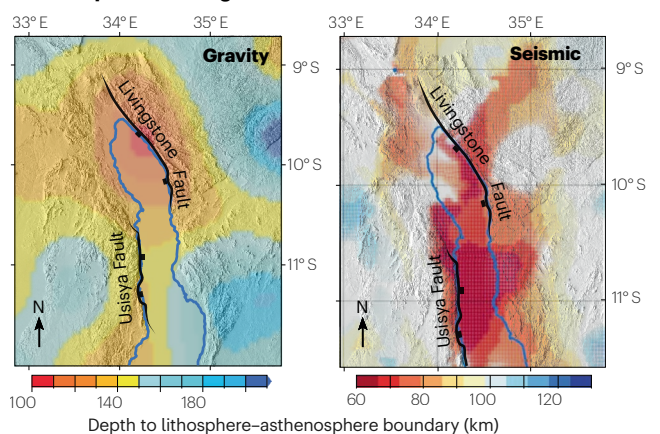 33° E 34° E 35° E
33° E 34° E 35° E
Gravity
Seismic
9° S
9° S
10° S
10° S
11° S
11° S
Livingstone
Fault
Usisya Fault
N
Livingstone
Fault
Usisya Fault
N
100 140 180
60 80 100 120
Depth to lithosphere–asthenosphere boundary (km)